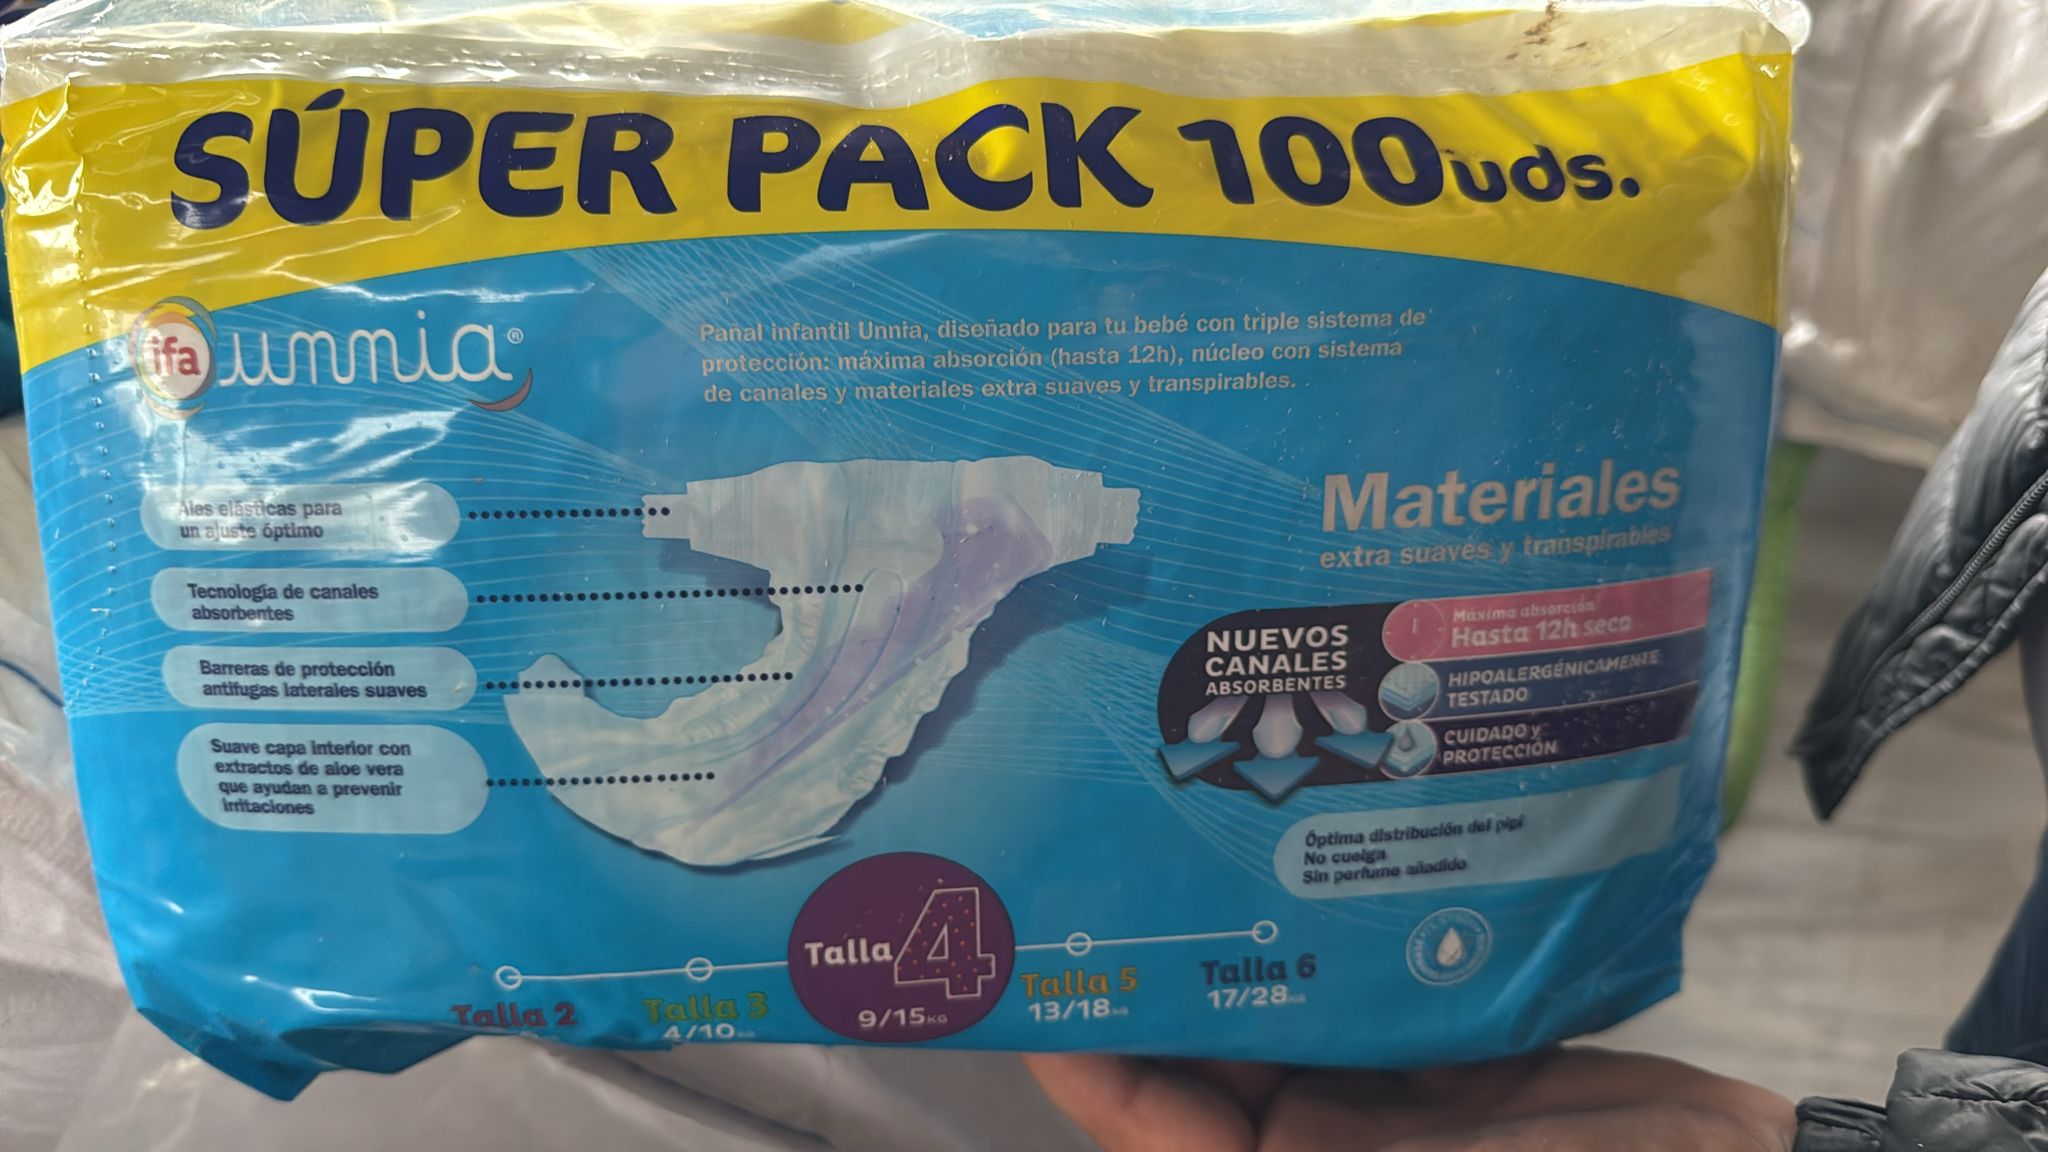 SÚPER PACK 100uds.
ifa unnia®
Pañal infantil Unnia, diseñado para tu bebé con triple sistema de
protección: máxima absorción (hasta 12h), núcleo con sistema
de canales y materiales extra suaves y transpirables.
Alas elásticas para
un ajuste óptimo
Tecnología de canales
absorbentes
Barreras de protección
antifugas laterales suaves
Suave capa interior con
extractos de aloe vera
que ayudan a prevenir
irritaciones
Materiales
extra suaves y transpirables
NUEVOS
CANALES
ABSORBENTES
Máxima absorción
Hasta 12h seco
HIPOALERGÉNICAMENTE
TESTADO
CUIDADO y
PROTECCIÓN
Óptima distribución del pipí
No cuelga
Sin perfume añadido
Talla 2
Talla 3
4/10 KG
Talla 4
9/15 KG
Talla 5
13/18 KG
Talla 6
17/28 KG